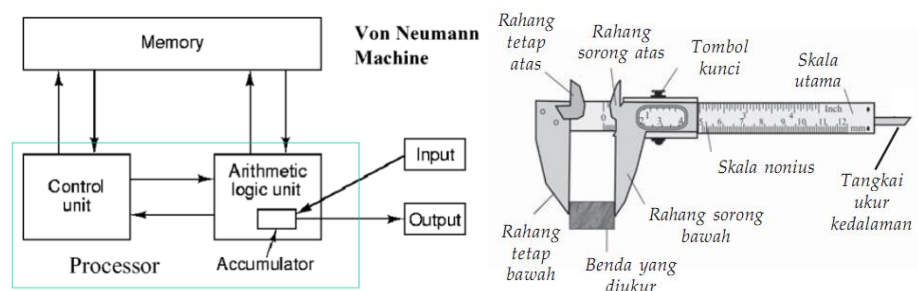 Memory
Von Neumann
Machine
Control
unit
Arithmetic
logic unit
Input
Output
Processor
Accumulator
Rahang
tetap
atas
Rahang
sorong atas
Tombol
kunci
Skala
utama
Inch
mm
Skala nonius
Tangkai
ukur
kedalaman
Rahang sorong
bawah
Rahang
tetap
bawah
Benda yang
diukur